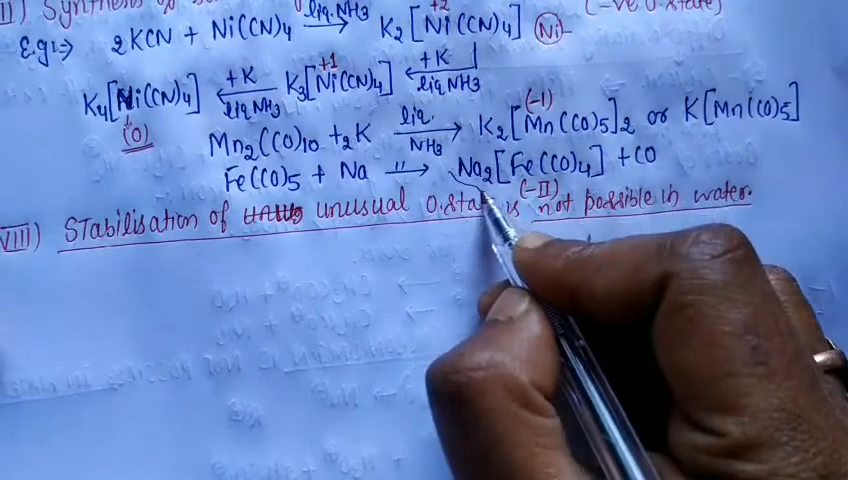 II) Synthesis of (-ve O.state)
E.g:-> 2KCN + Ni(CN)4 liq. NH3 → K2[Ni(CN)4] +2 Ni-
K4[Ni(CN)4] (0) ← +K liq NH3 K3[Ni(CN)4] +1 ← +K liq NH3
Mn2(CO)10 + 2K liq. NH3 → K2[Mn(CO)5]2 (-1) or K[Mn(CO)5]
Fe(CO)5 + Na —"→ Na2[Fe(CO)4] (-II) + CO
VIII) Stabilisation of unusual O.state is not possible in water.